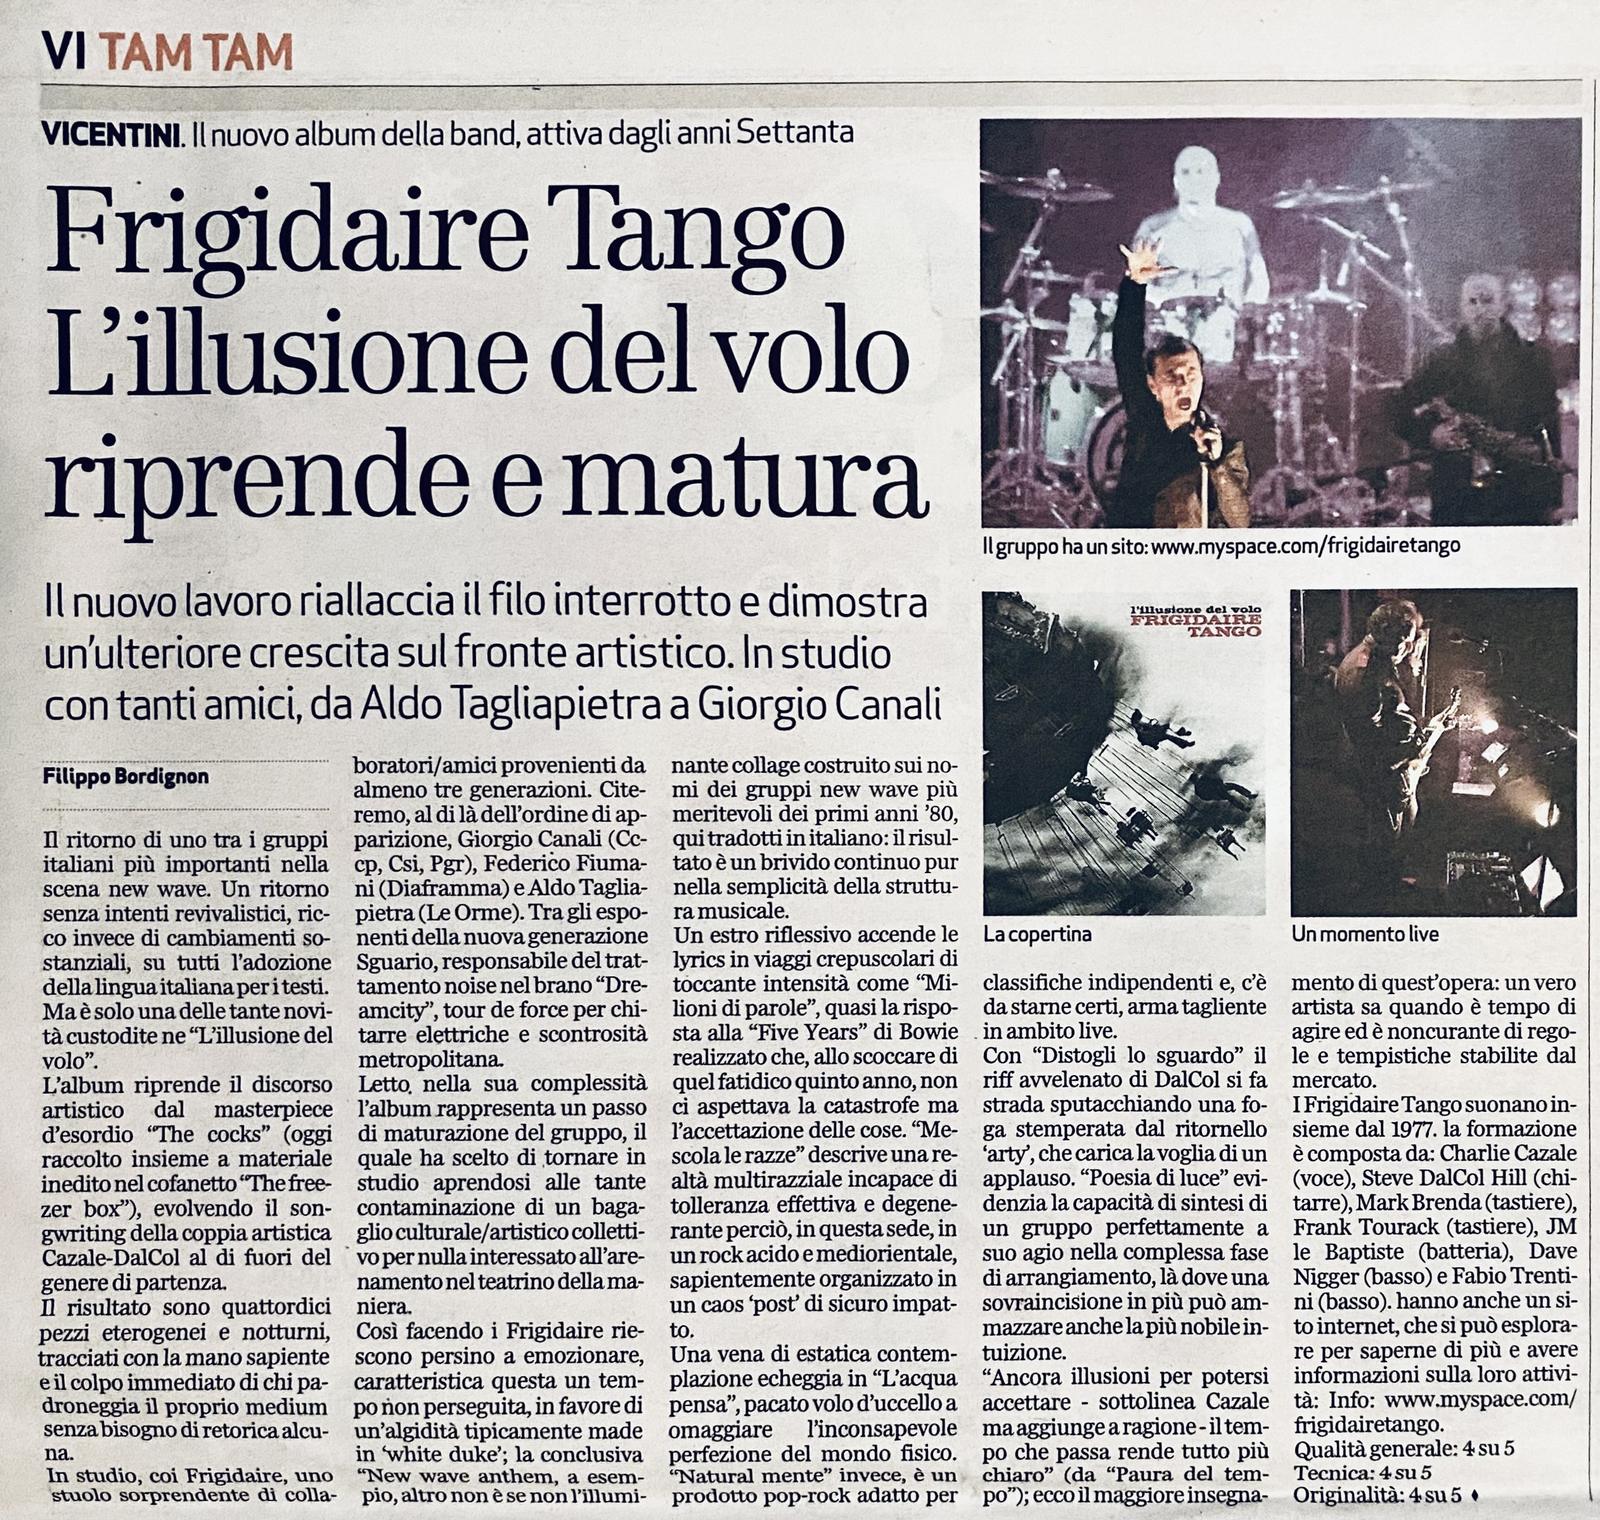 VI TAM TAM
VICENTINI. Il nuovo album della band, attiva dagli anni Settanta
Frigidaire Tango
L'illusione del volo
riprende e matura
Il nuovo lavoro riallaccia il filo interrotto e dimostra
un'ulteriore crescita sul fronte artistico. In studio
con tanti amici, da Aldo Tagliapietra a Giorgio Canali
Il gruppo ha un sito: www.myspace.com/frigidairetango
l'illusione del volo
FRIGIDAIRE
TANGO
La copertina
Un momento live
Filippo Bordignon
Il ritorno di uno tra i gruppi
italiani più importanti nella
scena new wave. Un ritorno
senza intenti revivalistici, ric-
co invece di cambiamenti so-
stanziali, su tutti l'adozione
della lingua italiana per i testi.
Ma è solo una delle tante novi-
tà custodite ne "L'illusione del
volo".
L'album riprende il discorso
artistico dal masterpiece
d'esordio "The cocks" (oggi
raccolto insieme a materiale
inedito nel cofanetto "The free-
zer box"), evolvendo il son-
gwriting della coppia artistica
Cazale-DalCol al di fuori del
genere di partenza.
Il risultato sono quattordici
pezzi eterogenei e notturni,
tracciati con la mano sapiente
e il colpo immediato di chi pa-
droneggia il proprio medium
senza bisogno di retorica alcu-
na.
In studio, coi Frigidaire, uno
stuolo sorprendente di colla-
boratori/amici provenienti da
almeno tre generazioni. Cite-
remo, al di là dell'ordine di ap-
parizione, Giorgio Canali (Cc-
cp, Csi, Pgr), Federico Fiuma-
ni (Diaframma) e Aldo Taglia-
pietra (Le Orme). Tra gli espo-
nenti della nuova generazione
Sguario, responsabile del trat-
tamento noise nel brano "Dre-
amcity", tour de force per chi-
tarre elettriche e scontrosità
metropolitana.
Letto nella sua complessità
l'album rappresenta un passo
di maturazione del gruppo, il
quale ha scelto di tornare in
studio aprendosi alle tante
contaminazione di un baga-
glio culturale/artistico colletti-
vo per nulla interessato all'are-
namento nel teatrino della ma-
niera.
Così facendo i Frigidaire rie-
scono persino a emozionare,
caratteristica questa un tem-
po non perseguita, in favore di
un'algidità tipicamente made
in 'white duke'; la conclusiva
"New wave anthem, a esem-
pio, altro non è se non l'illumi-
nante collage costruito sui no-
mi dei gruppi new wave più
meritevoli dei primi anni '80,
qui tradotti in italiano: il risul-
tato è un brivido continuo pur
nella semplicità della struttu-
ra musicale.
Un estro riflessivo accende le
lyrics in viaggi crepuscolari di
toccante intensità come "Mi-
lioni di parole", quasi la rispo-
sta alla "Five Years" di Bowie
realizzato che, allo scoccare di
quel fatidico quinto anno, non
ci aspettava la catastrofe ma
l'accettazione delle cose. "Me-
scola le razze" descrive una re-
altà multirazziale incapace di
tolleranza effettiva e degene-
rante perciò, in questa sede, in
un rock acido e mediorientale,
sapientemente organizzato in
un caos 'post' di sicuro impat-
to.
Una vena di estatica contem-
plazione echeggia in "L'acqua
pensa", pacato volo d'uccello a
omaggiare l'inconsapevole
perfezione del mondo fisico.
"Natural mente" invece, è un
prodotto pop-rock adatto per
classifiche indipendenti e, c'è
da starne certi, arma tagliente
in ambito live.
Con "Distogli lo sguardo" il
riff avvelenato di DalCol si fa
strada sputacchiando una fo-
ga stemperata dal ritornello
'arty', che carica la voglia di un
applauso. "Poesia di luce" evi-
denzia la capacità di sintesi di
un gruppo perfettamente a
suo agio nella complessa fase
di arrangiamento, là dove una
sovraincisione in più può am-
mazzare anche la più nobile in-
tuizione.
"Ancora illusioni per potersi
accettare - sottolinea Cazale
ma aggiunge a ragione - il tem-
po che passa rende tutto più
chiaro" (da "Paura del tem-
po"); ecco il maggiore insegna-
mento di quest'opera: un vero
artista sa quando è tempo di
agire ed è noncurante di rego-
le e tempistiche stabilite dal
mercato.
I Frigidaire Tango suonano in-
sieme dal 1977. la formazione
è composta da: Charlie Cazale
(voce), Steve DalCol Hill (chi-
tarre), Mark Brenda (tastiere),
Frank Tourack (tastiere), JM
le Baptiste (batteria), Dave
Nigger (basso) e Fabio Trenti-
ni (basso). hanno anche un si-
to internet, che si può esplora-
re per saperne di più e avere
informazioni sulla loro attivi-
tà: Info: www.myspace.com/
frigidairetango.
Qualità generale: 4 su 5
Tecnica: 4 su 5
Originalità: 4 su 5 ♦